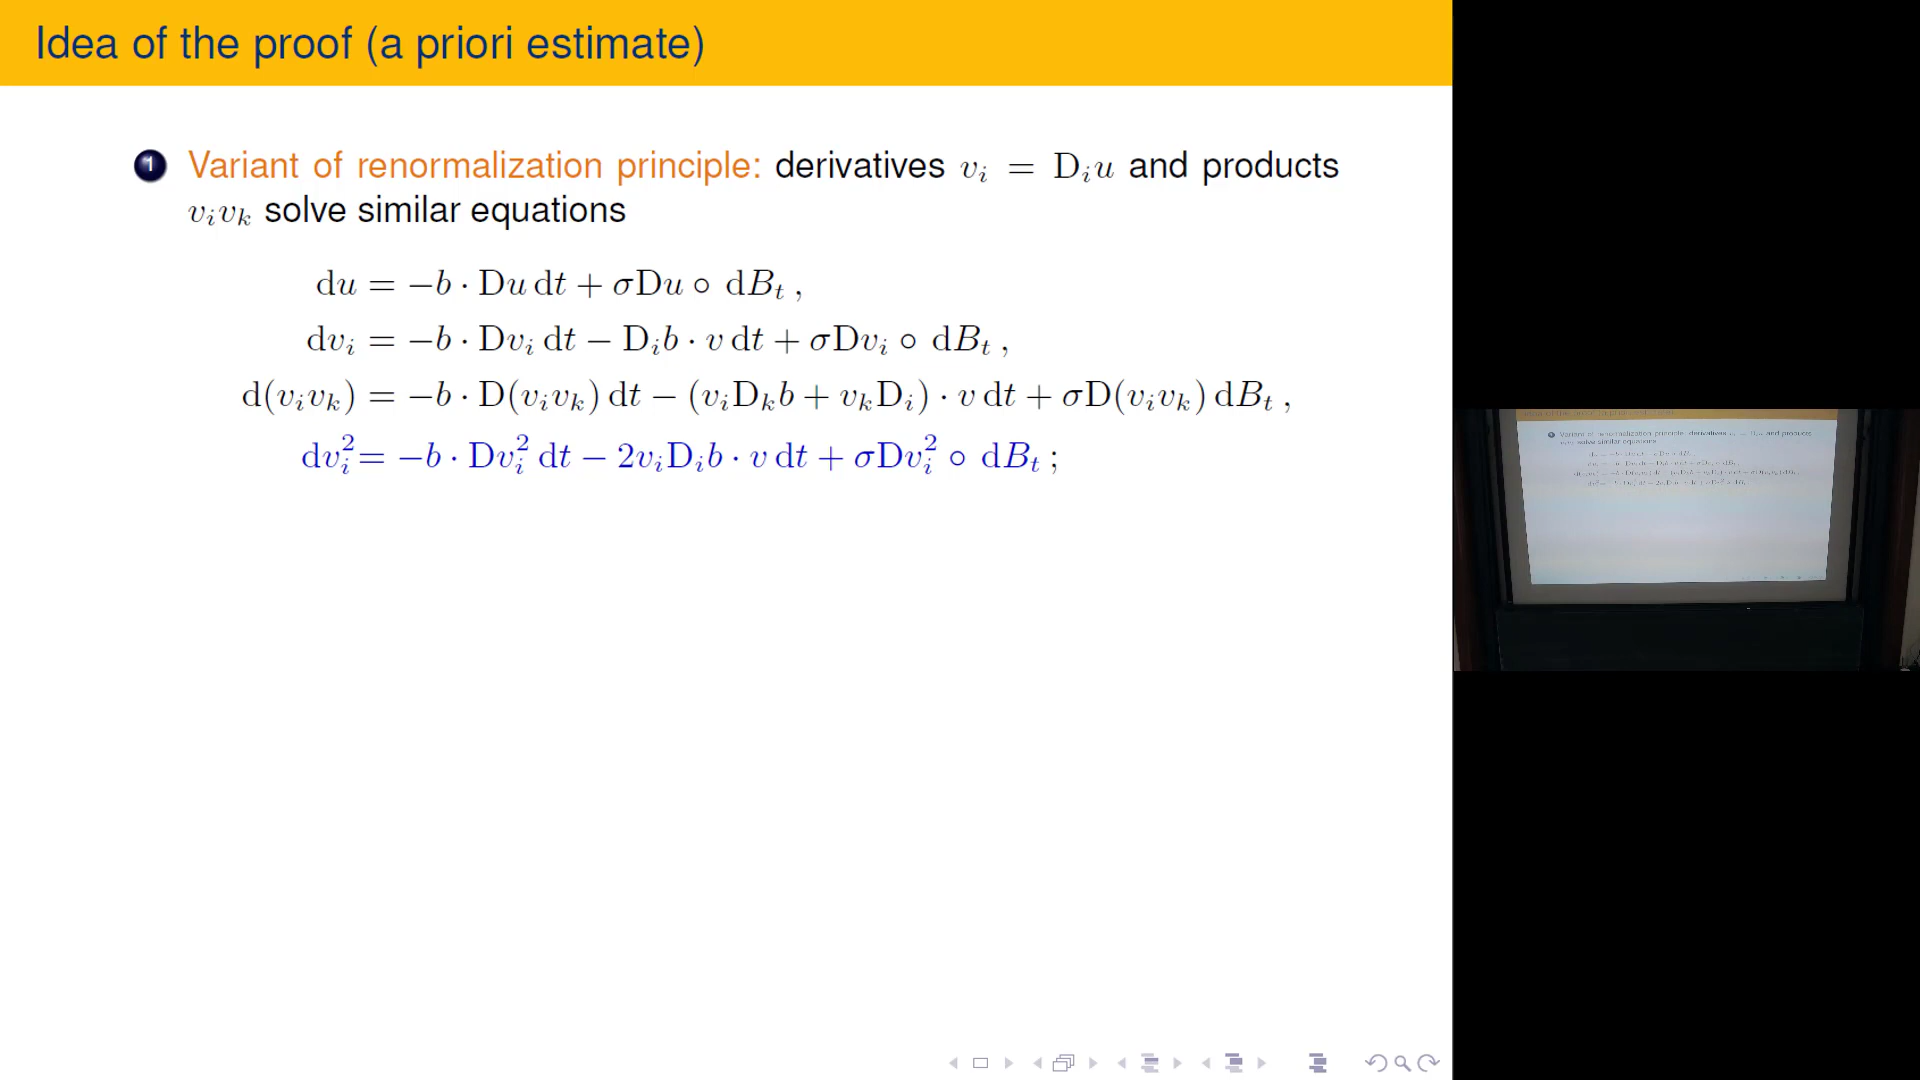 Idea of the proof (a priori estimate)
1 Variant of renormalization principle: derivatives v_i = D_i u and products
v_i v_k solve similar equations
du = −b · Du dt + σDu ∘ dB_t ,
dv_i = −b · Dv_i dt − D_i b · v dt + σDv_i ∘ dB_t ,
d(v_i v_k) = −b · D(v_i v_k) dt − (v_i D_k b + v_k D_i) · v dt + σD(v_i v_k) dB_t ,
dv_i^2 = −b · Dv_i^2 dt − 2v_i D_i b · v dt + σDv_i^2 ∘ dB_t ;